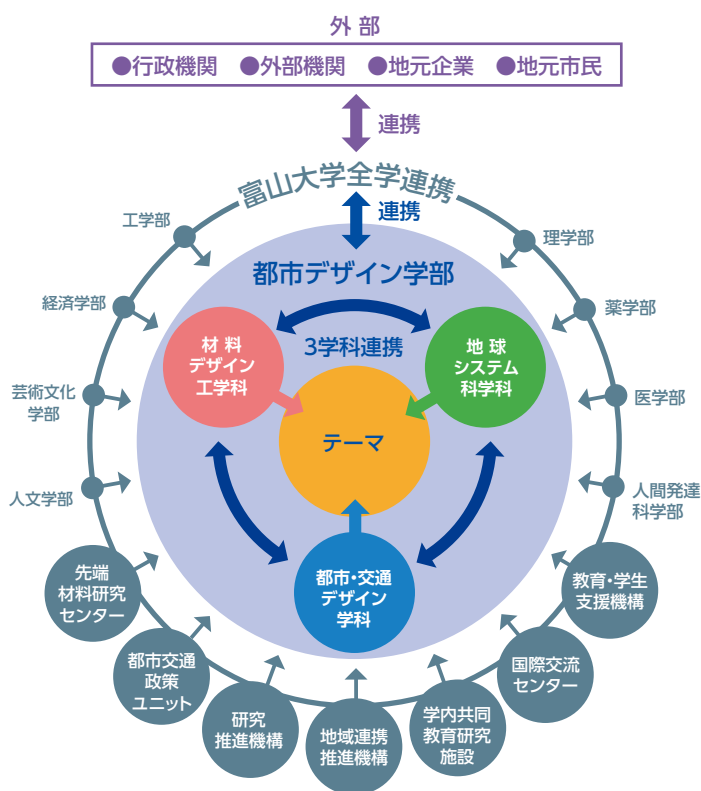 外 部
●行政機関 ●外部機関 ●地元企業 ●地元市民
連携
富山大学全学連携
連携
工学部
理学部
都市デザイン学部
経済学部
薬学部
3学科連携
材 料
デザイン
工学科
地 球
システム
科学科
芸術文化
学部
医学部
テーマ
人文学部
人間発達
科学部
先端
材料研究
センター
都市・交通
デザイン
学科
教育・学生
支援機構
都市交通
政策
ユニット
国際交流
センター
研究
推進機構
地域連携
推進機構
学内共同
教育研究
施設